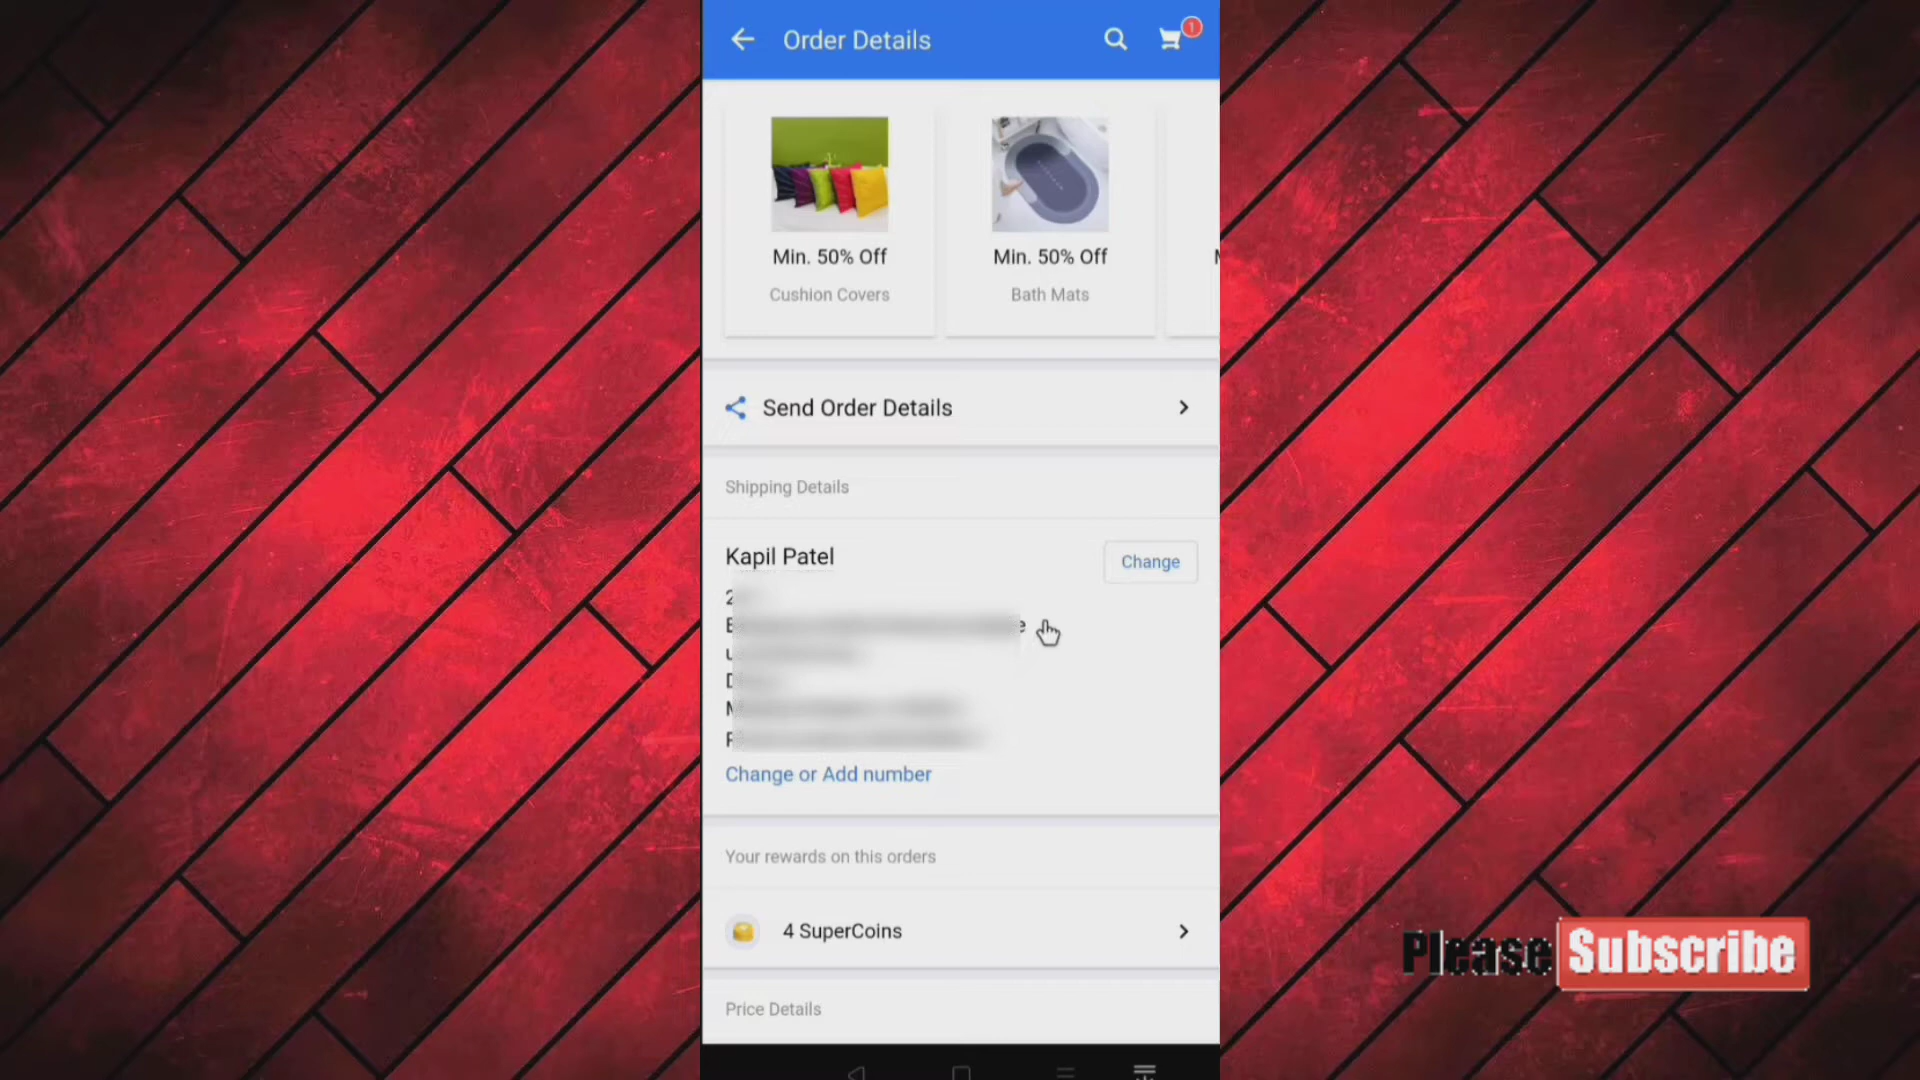 Order Details
1
Min. 50% Off
Cushion Covers
Min. 50% Off
Bath Mats
Send Order Details
Shipping Details
Kapil Patel
Change
Change or Add number
Your rewards on this orders
4 SuperCoins
Price Details
Please Subscribe